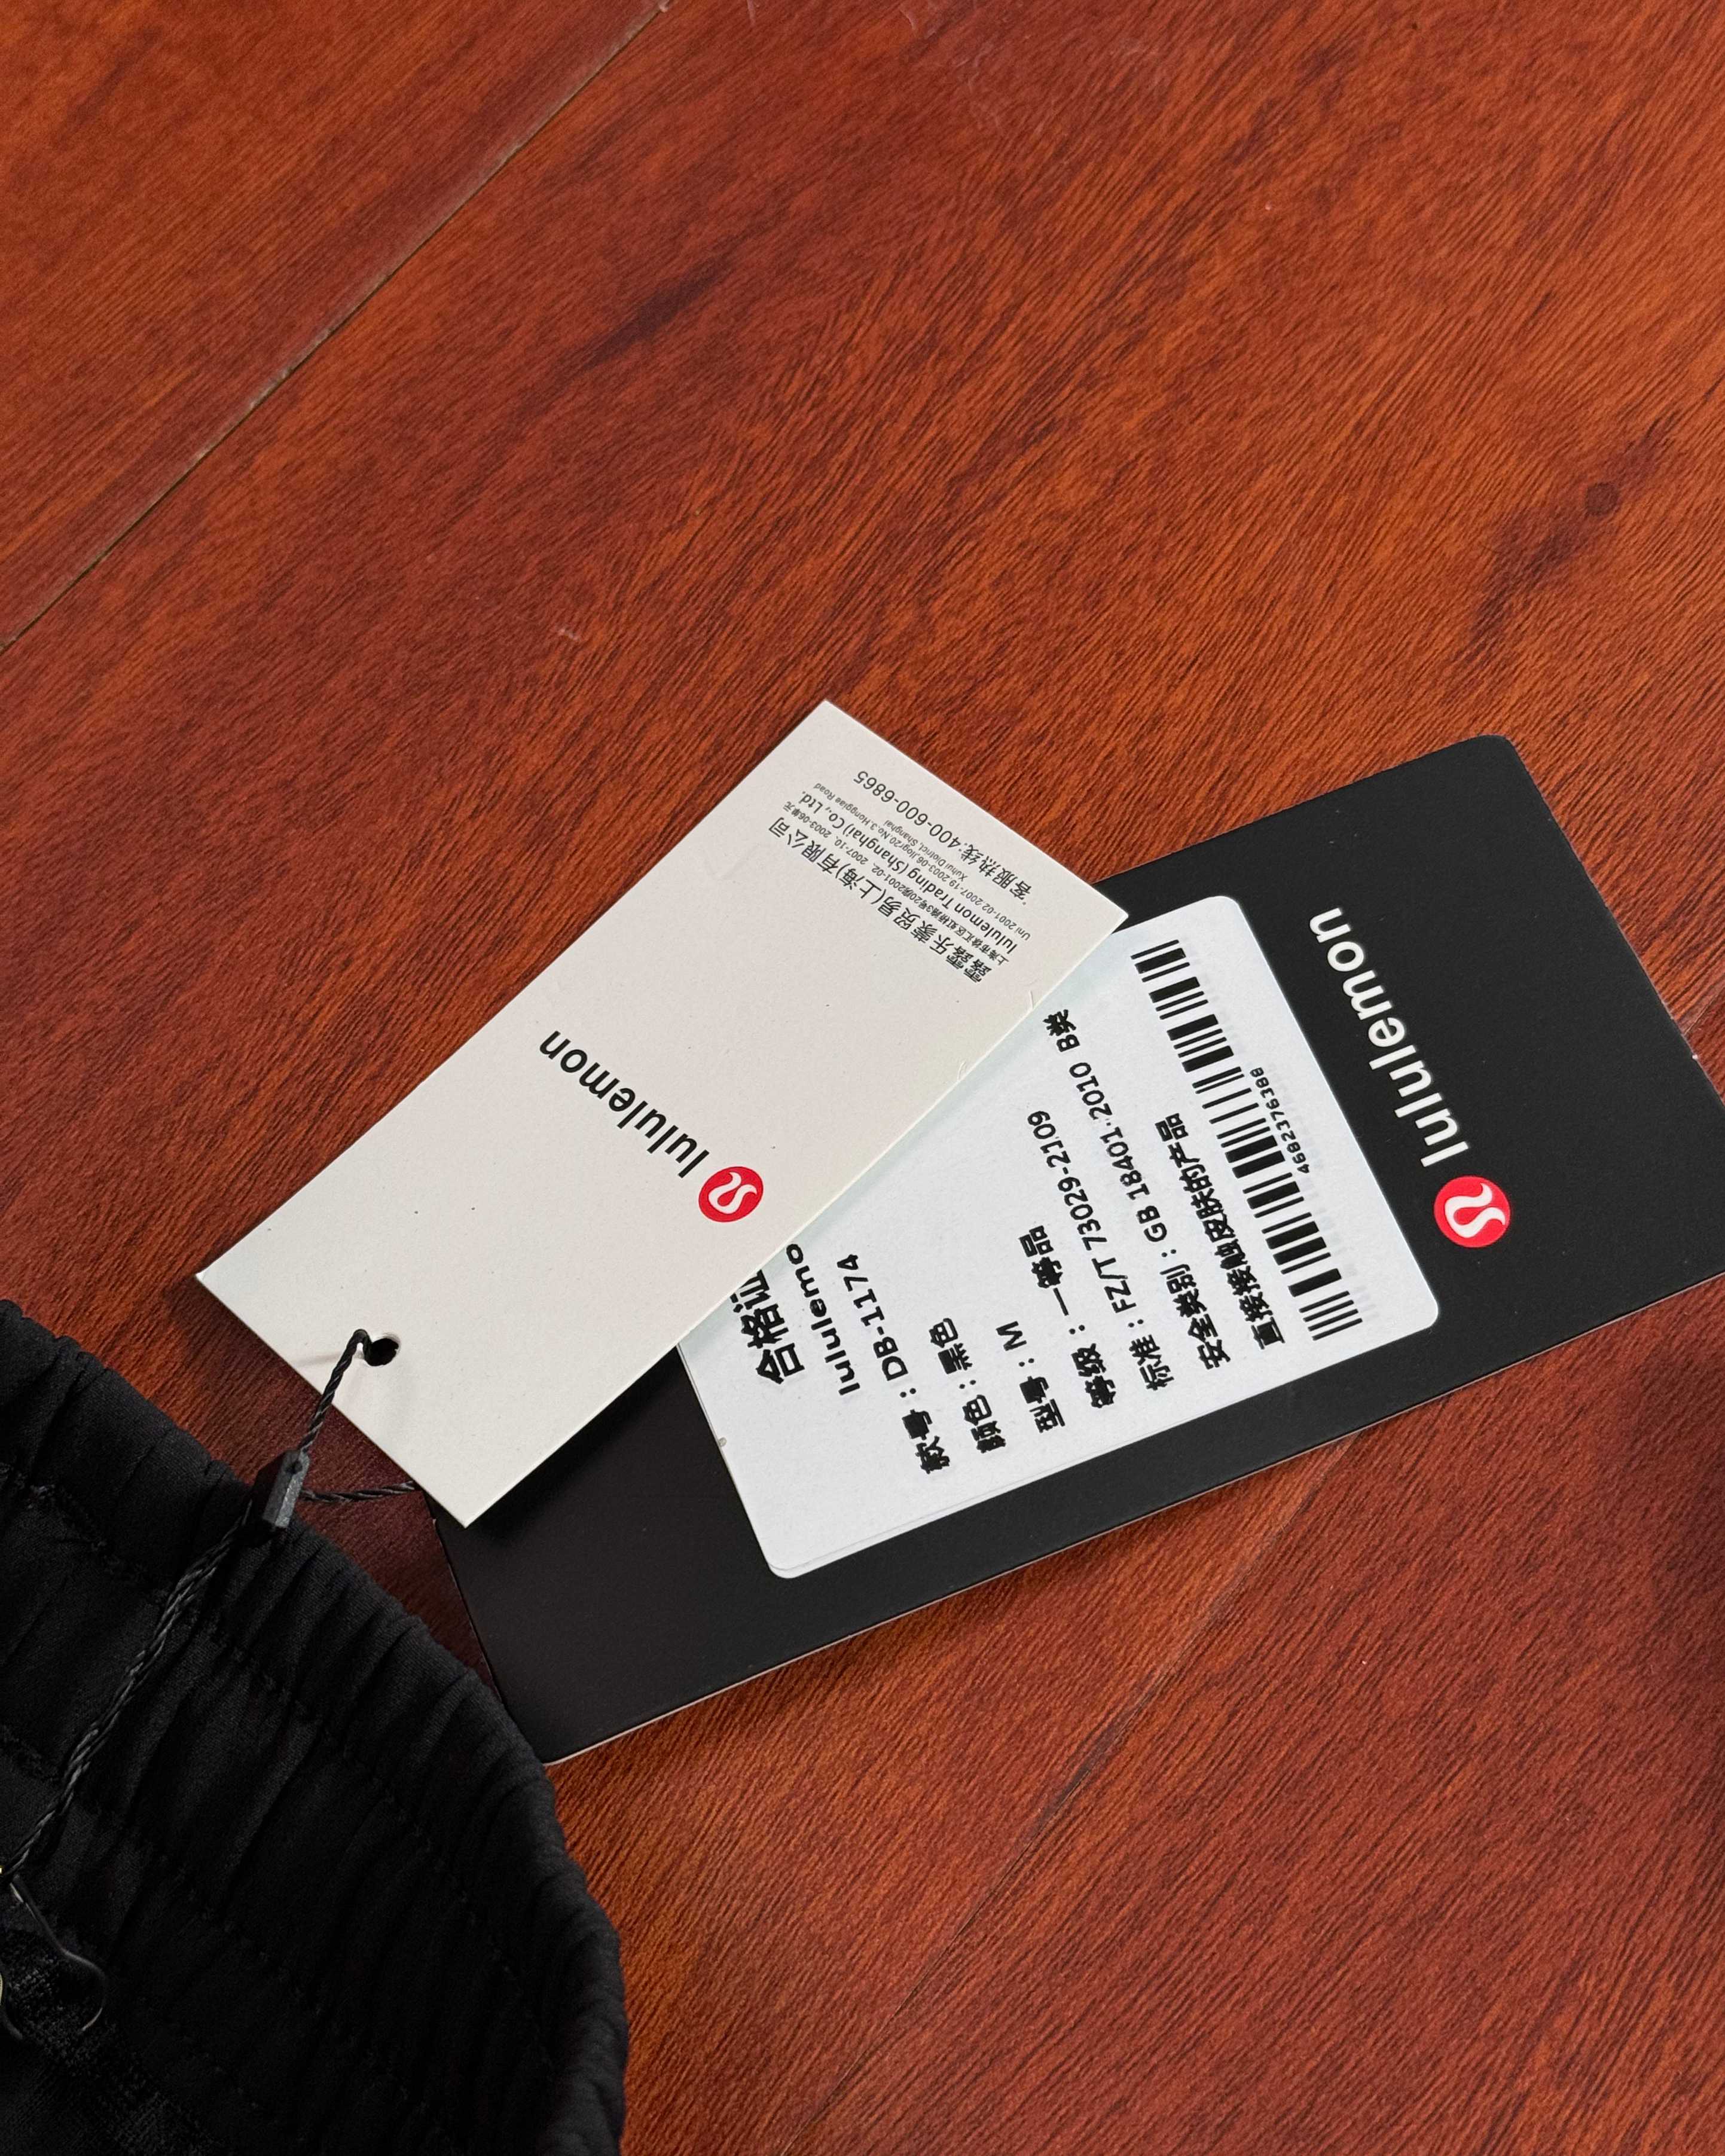 lululemon
露露乐蒙贸易(上海)有限公司
lululemon Trading (Shanghai) Co., Ltd.
Xuhui District, Shanghai
客服热线:400-600-6865
合格证
lululemo
款号:DB-1174
颜色:黑色
型号:M
等级:一等品
标准:FZ/T 73029-2109
安全类别:GB 18401.2010 B类
直接接触皮肤的产品
lululemon